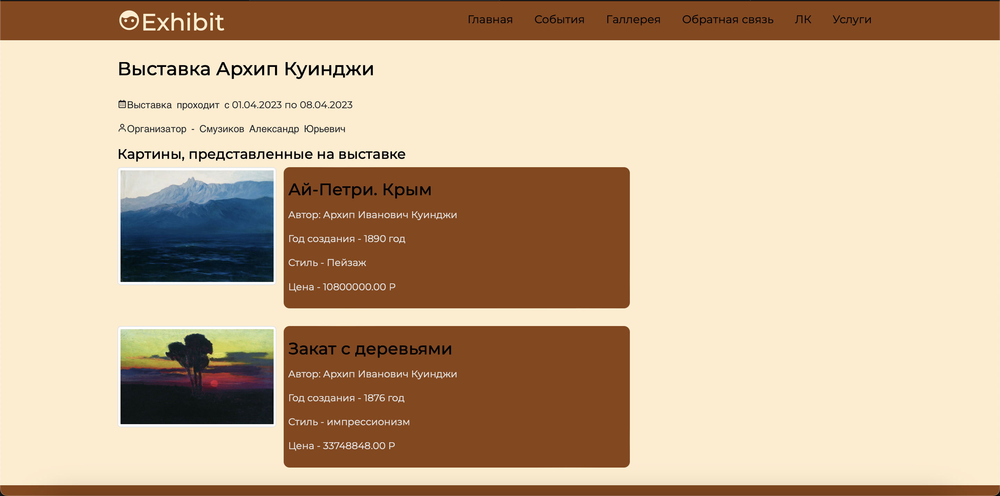 Exhibit
Главная События Галлерея Обратная связь ЛК Услуги
Выставка Архип Куинджи
Выставка проходит с 01.04.2023 по 08.04.2023
Организатор - Смузиков Александр Юрьевич
Картины, представленные на выставке
Ай-Петри. Крым
Автор: Архип Иванович Куинджи
Год создания - 1890 год
Стиль - Пейзаж
Цена - 10800000.00 Р
Закат с деревьями
Автор: Архип Иванович Куинджи
Год создания - 1876 год
Стиль - импрессионизм
Цена - 33748848.00 Р